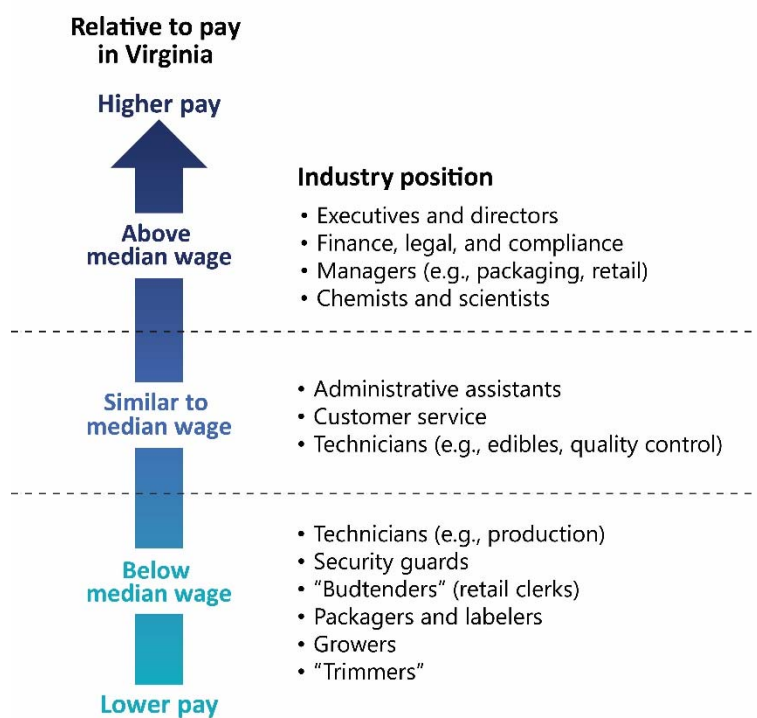 Relative to pay
in Virginia
Higher pay
Industry position
• Executives and directors
• Finance, legal, and compliance
• Managers (e.g., packaging, retail)
• Chemists and scientists
Above
median wage
• Administrative assistants
• Customer service
• Technicians (e.g., edibles, quality control)
Similar to
median wage
• Technicians (e.g., production)
• Security guards
• “Budtenders” (retail clerks)
• Packagers and labelers
• Growers
• “Trimmers”
Below
median wage
Lower pay